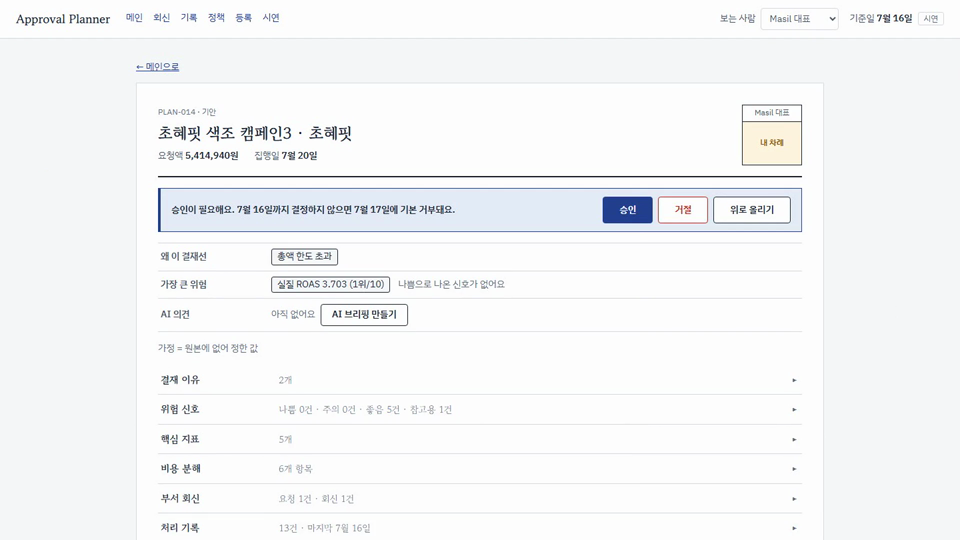 Approval Planner 메인 회신 기록 정책 등록 시연 보는 사람 Masil 대표 기준일 7월 16일 시연
← 메인으로
PLAN-014 · 기안
Masil 대표
초혜핏 색조 캠페인3 · 초혜핏
내 차례
요청액 5,414,940원 집행일 7월 20일
승인이 필요해요. 7월 16일까지 결정하지 않으면 7월 17일에 기본 거부돼요. 승인 거절 위로 올리기
왜 이 결재선 총액 한도 초과
가장 큰 위험 실질 ROAS 3.703 (1위/10) 나쁨으로 나온 신호가 없어요
AI 의견 아직 없어요 AI 브리핑 만들기
가정 = 원본에 없어 정한 값
결재 이유 2개
위험 신호 나쁨 0건 · 주의 0건 · 좋음 5건 · 참고용 1건
핵심 지표 5개
비용 분해 6개 항목
부서 회신 요청 1건 · 회신 1건
처리 기록 13건 · 마지막 7월 16일